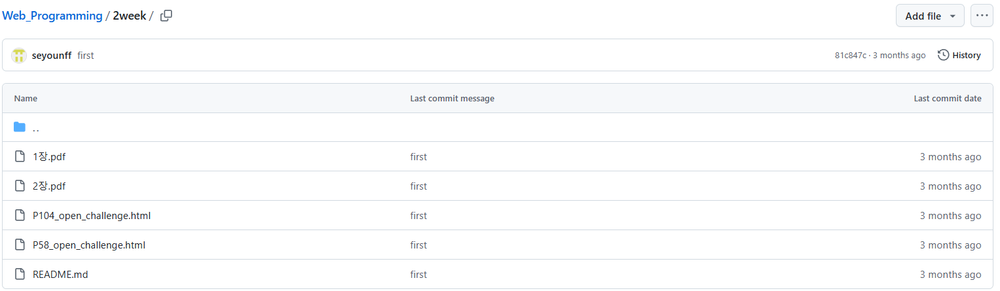 Web_Programming / 2week /
Add file
seyounff first 81c847c · 3 months ago History
Name Last commit message Last commit date
..
1장.pdf first 3 months ago
2장.pdf first 3 months ago
P104_open_challenge.html first 3 months ago
P58_open_challenge.html first 3 months ago
README.md first 3 months ago